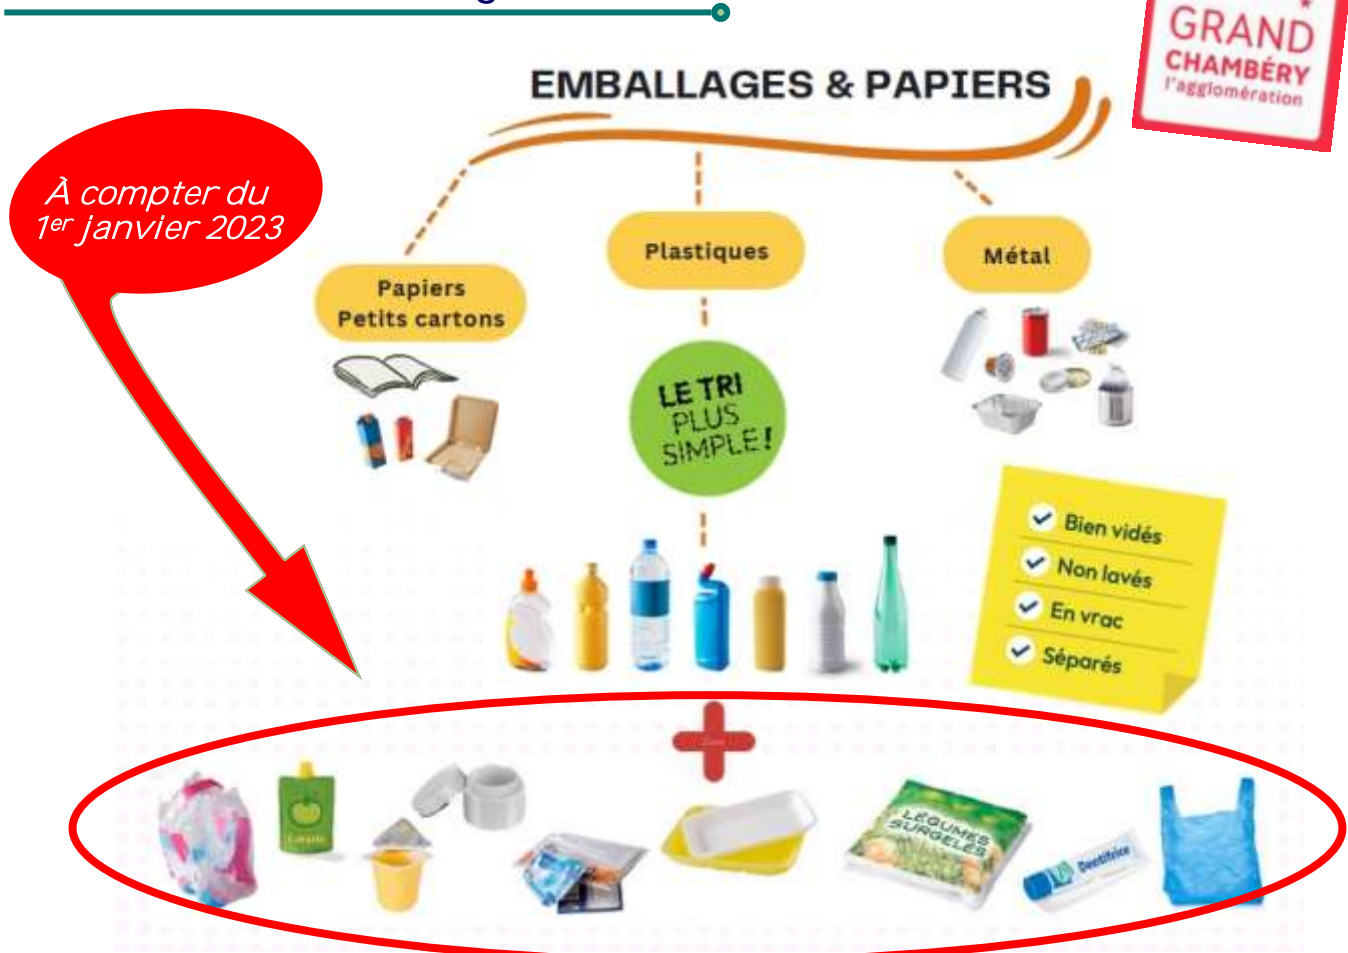 GRAND
CHAMBÉRY
l'agglomération
EMBALLAGES & PAPIERS
À compter du
1er janvier 2023
Papiers
Petits cartons
Plastiques
Métal
LE TRI
PLUS
SIMPLE !
Bien vidés
Non lavés
En vrac
Séparés
LÉGUMES
SURGELÉS
Dentifrice